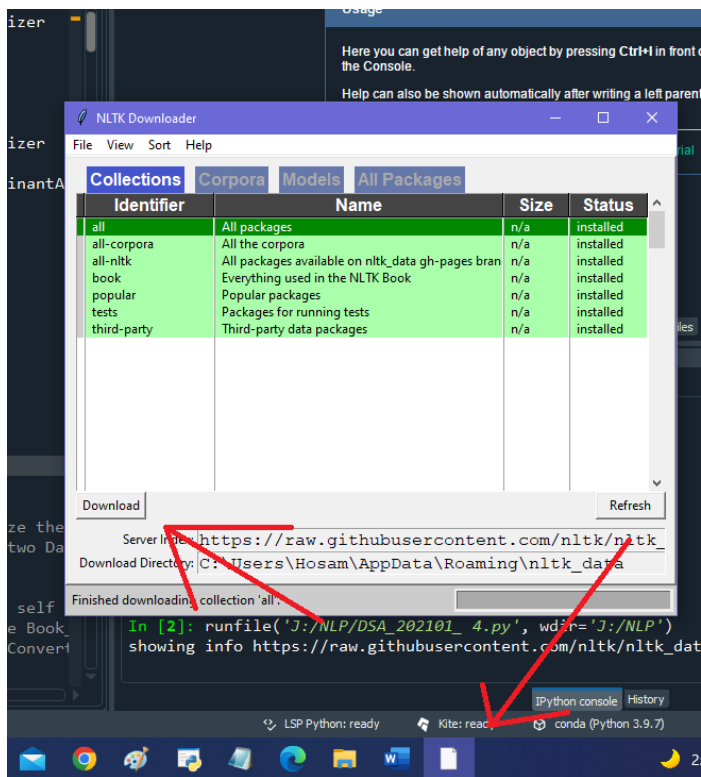 izer
Usage
Here you can get help of any object by pressing Ctrl+I in front
the Console.
Help can also be shown automatically after writing a left
izer
inantA
NLTK Downloader
File View Sort Help
Collections Corpora Models All Packages
Identifier Name Size Status
all All packages n/a installed
all-corpora All the corpora n/a installed
all-nltk All packages available on nltk_data gh-pages bran n/a installed
book Everything used in the NLTK Book n/a installed
popular Popular packages n/a installed
tests Packages for running tests n/a installed
third-party Third-party data packages n/a installed
Download Refresh
Server Index: https://raw.githubusercontent.com/nltk/nltk_
Download Directory: C:\Users\Hosam\AppData\Roaming\nltk_data
Finished downloading collection 'all'.
ze the
two Da
self
e Book_
Convert
In [2]: runfile('J:/NLP/DSA_202101_ 4.py', wdir='J:/NLP')
showing info https://raw.githubusercontent.com/nltk/nltk_dat
IPython console History
LSP Python: ready Kite: ready conda (Python 3.9.7)